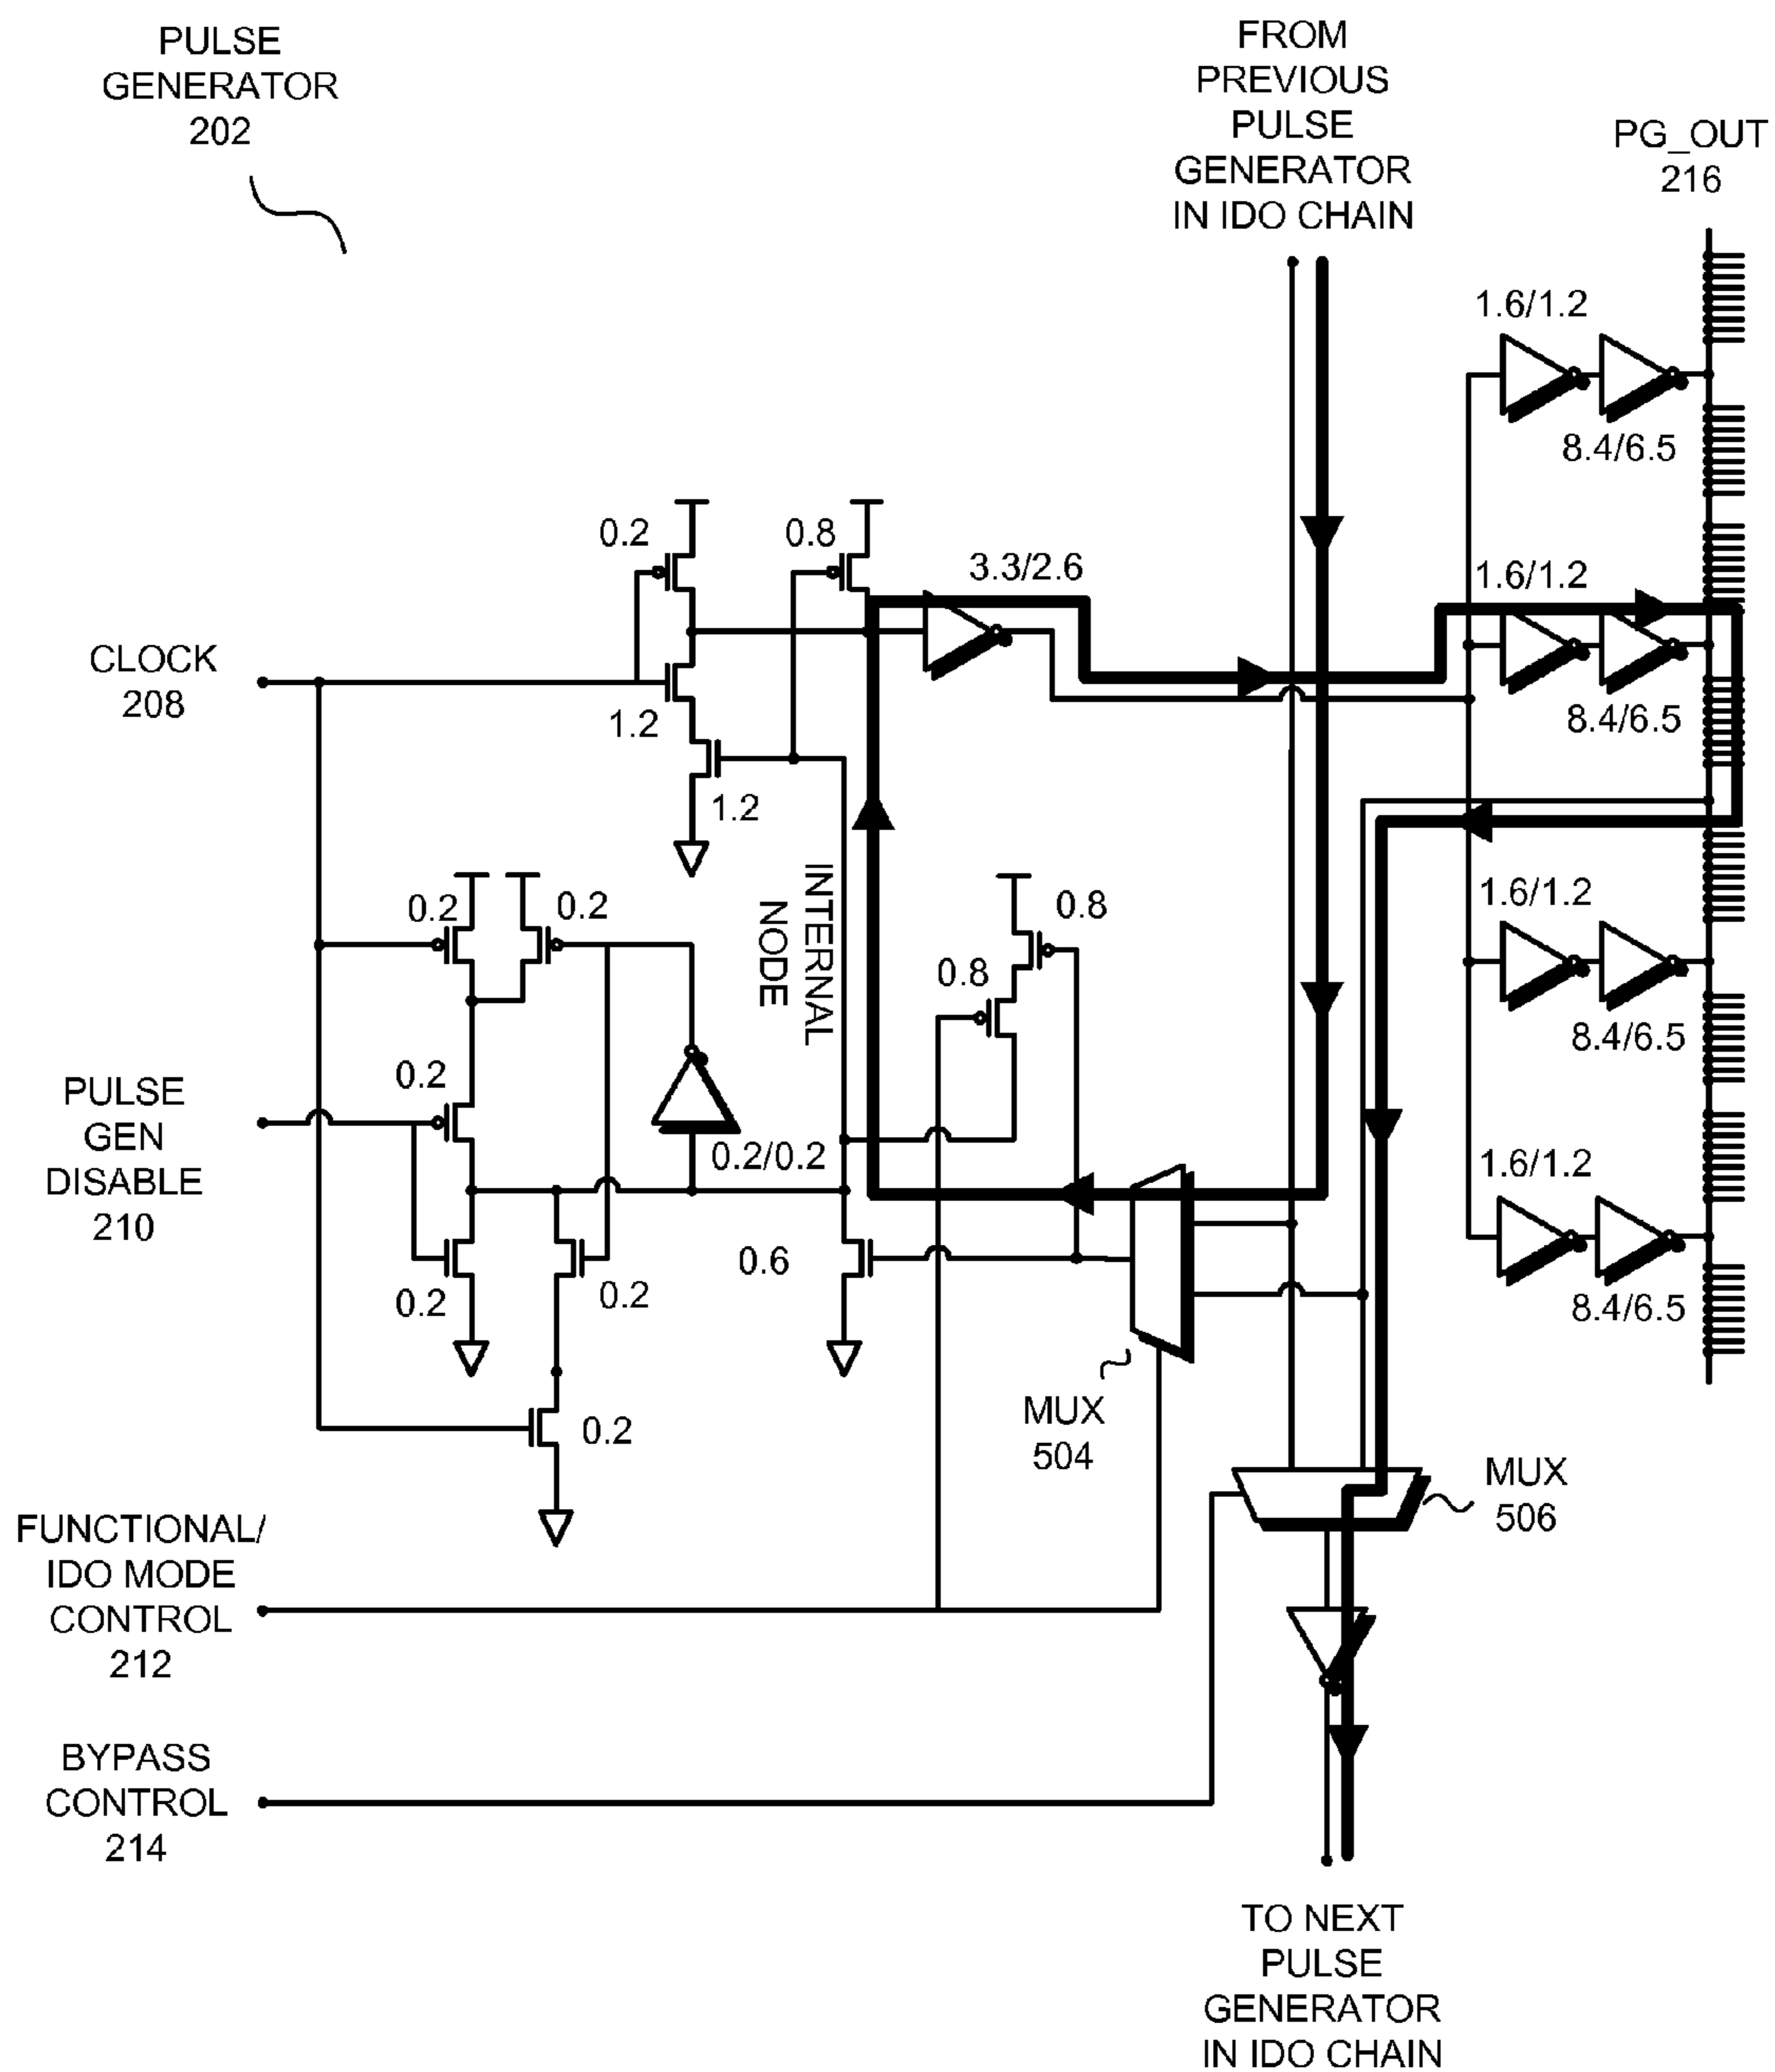 PULSE
GENERATOR
202
FROM
PREVIOUS
PULSE
GENERATOR
IN IDO CHAIN
PG_OUT
216
1.6/1.2
8.4/6.5
0.2
0.8
3.3/2.6
1.6/1.2
CLOCK
208
1.2
8.4/6.5
1.2
INTERNAL
NODE
0.2
0.2
0.8
1.6/1.2
0.8
8.4/6.5
PULSE
GEN
DISABLE
210
0.2
0.2/0.2
1.6/1.2
0.6
0.2
0.2
8.4/6.5
0.2
MUX
504
MUX
506
FUNCTIONAL/
IDO MODE
CONTROL
212
BYPASS
CONTROL
214
TO NEXT
PULSE
GENERATOR
IN IDO CHAIN